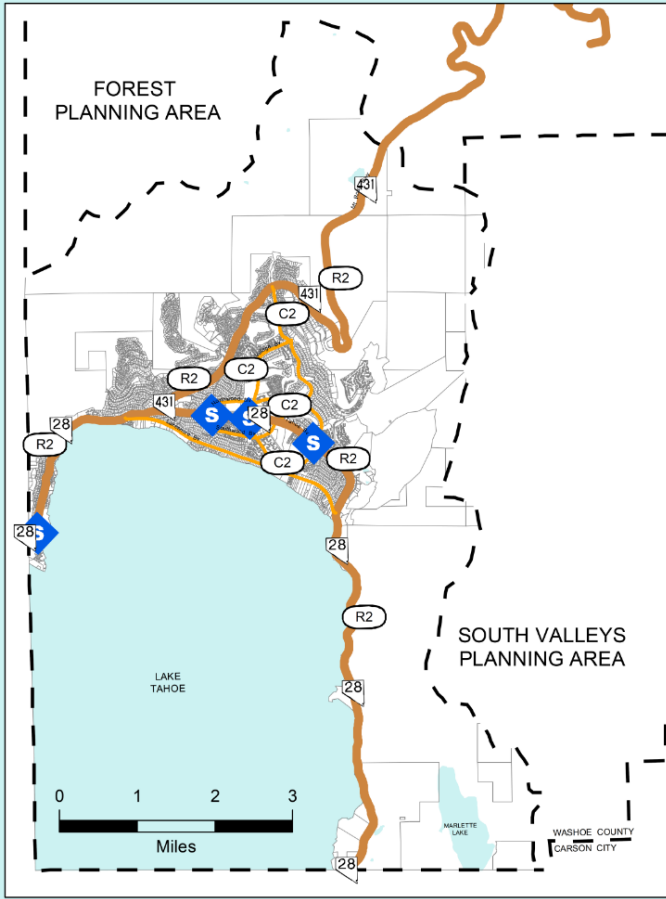 FOREST
PLANNING AREA
431
R2
431
C2
C2
R2
431
C2
28
S
S
28
R2
S
R2
C2
28
S
28
R2
SOUTH VALLEYS
PLANNING AREA
LAKE
TAHOE
28
0 1 2 3
Miles
MARLETTE
LAKE
WASHOE COUNTY
CARSON CITY
28